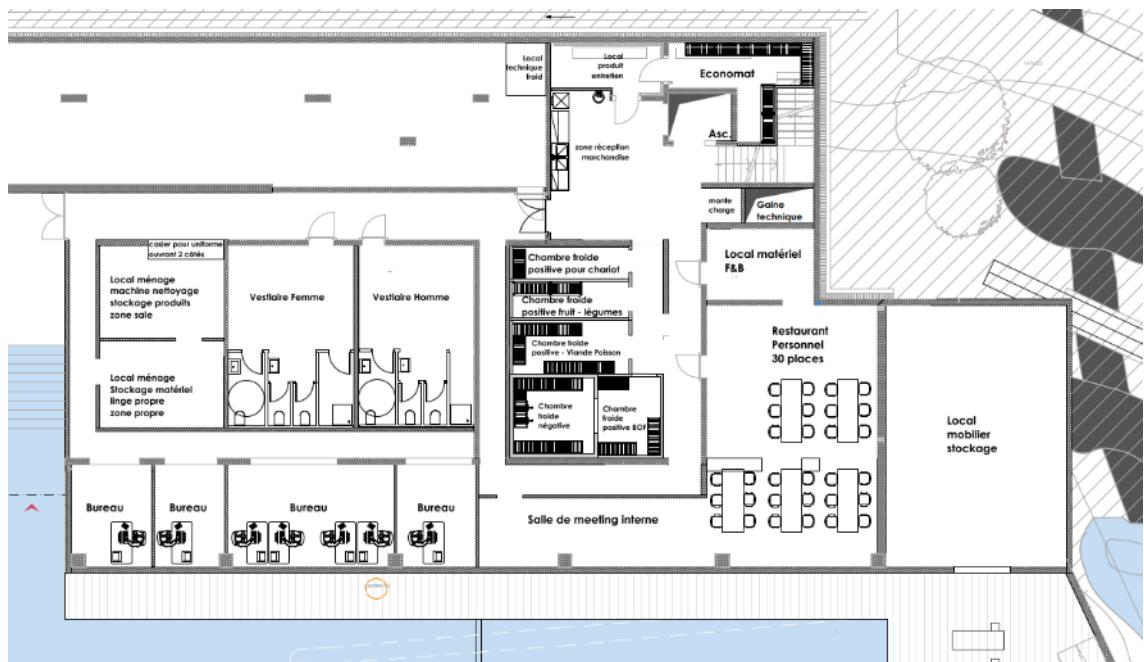 Local
technique
froid
Local
produit
entretien
Economat
zone réception
marchandise
Asc.
monte
charge
Gaine
technique
casier pour uniforme
ouvrant 2 côtés
Local ménage
machine nettoyage
stockage produits
zone sale
Vestiaire Femme
Vestiaire Homme
Chambre froide
positive pour chariot
Chambre froide
positive fruit - légumes
Chambre froide
positive - Viande Poisson
Chambre
froide
négative
Chambre
froide
positive BOF
Local matériel
F&B
Restaurant
Personnel
30 places
Local ménage
Stockage matériel
linge propre
zone propre
Local
mobilier
stockage
Bureau
Bureau
Bureau
Bureau
Salle de meeting interne